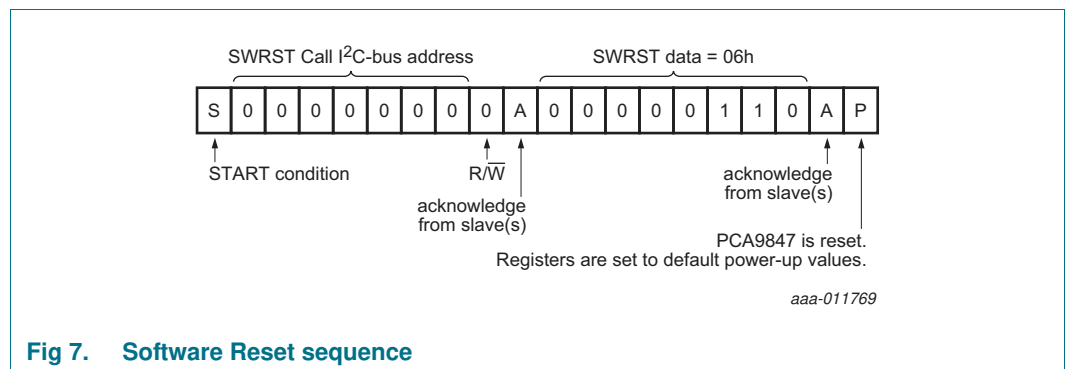 SWRST Call I2C-bus address SWRST data = 06h
S 0 0 0 0 0 0 0 0 A 0 0 0 0 0 1 1 0 A P
START condition R/W̅ acknowledge
acknowledge from slave(s)
from slave(s)
PCA9847 is reset.
Registers are set to default power-up values.
aaa-011769
Fig 7. Software Reset sequence